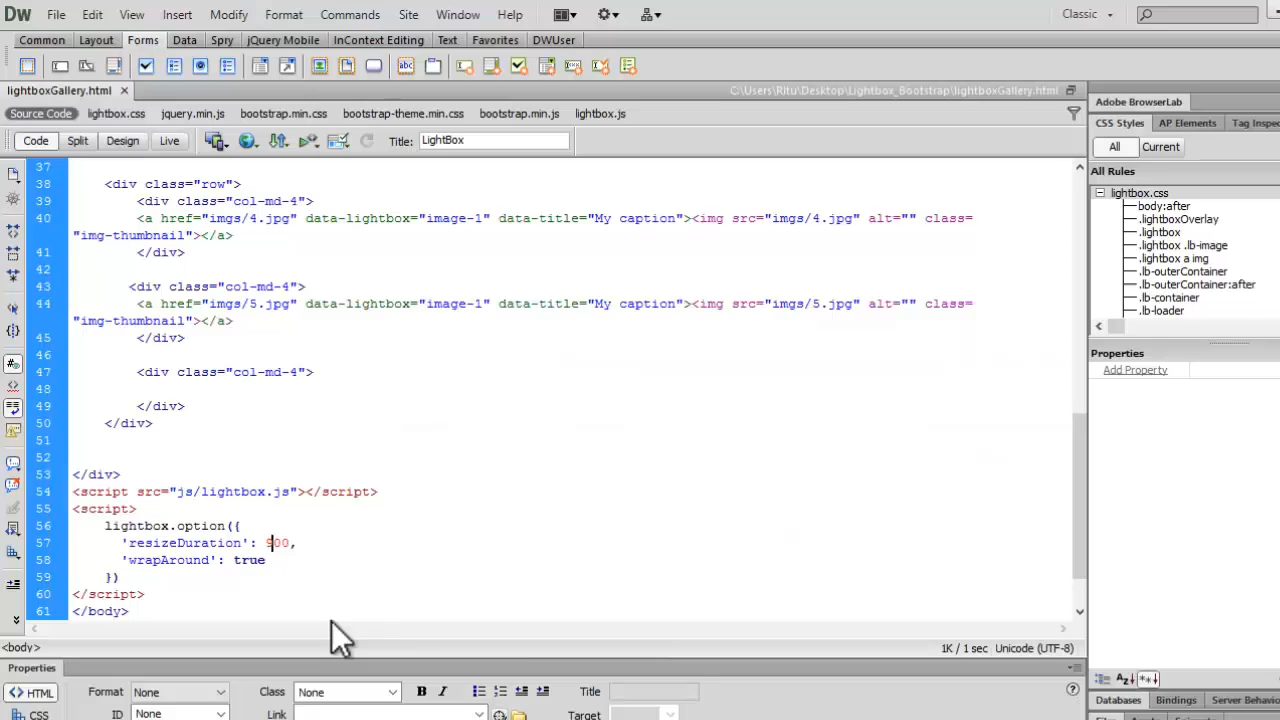 Dw File Edit View Insert Modify Format Commands Site Window Help Classic
Common Layout Forms Data Spry jQuery Mobile InContext Editing Text Favorites DWUser
lightboxGallery.html C:\Users\Ritu\Desktop\Lightbox_Bootstrap\lightboxGallery.html
Source Code lightbox.css jquery.min.js bootstrap.min.css bootstrap-theme.min.css bootstrap.min.js lightbox.js
Code Split Design Live Title: LightBox
37
38 <div class="row">
39 <div class="col-md-4">
40 <a href="imgs/4.jpg" data-lightbox="image-1" data-title="My caption"><img src="imgs/4.jpg" alt="" class=
"img-thumbnail"></a>
41 </div>
42
43 <div class="col-md-4">
44 <a href="imgs/5.jpg" data-lightbox="image-1" data-title="My caption"><img src="imgs/5.jpg" alt="" class=
"img-thumbnail"></a>
45 </div>
46
47 <div class="col-md-4">
48
49 </div>
50 </div>
51
52
53 </div>
54 <script src="js/lightbox.js"></script>
55 <script>
56 lightbox.option({
57 'resizeDuration': 900,
58 'wrapAround': true
59 })
60 </script>
61 </body>
<body> 1K / 1 sec Unicode (UTF-8)
Properties
HTML Format None Class None B I Title
CSS ID None Link Target
Adobe BrowserLab
CSS Styles AP Elements Tag Inspec
All Current
All Rules
lightbox.css
body:after
.lightboxOverlay
.lightbox
.lightbox .lb-image
.lightbox a img
.lb-outerContainer
.lb-outerContainer:after
.lb-container
.lb-loader
Properties
Add Property
Databases Bindings Server Behavio